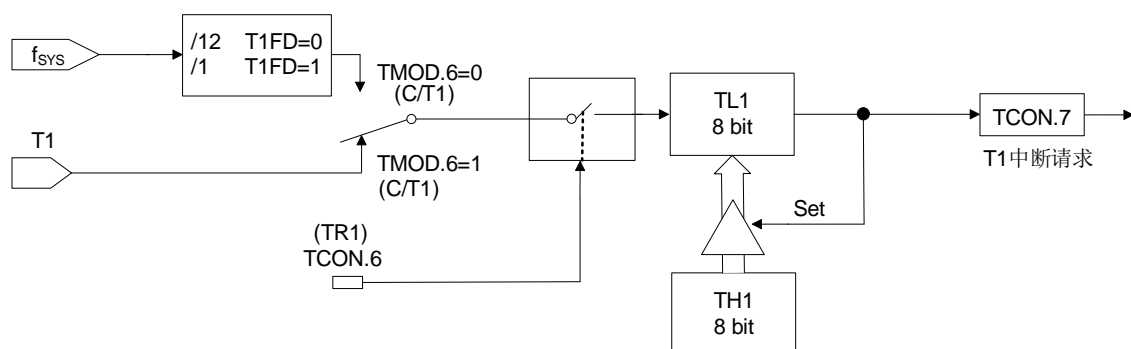 fSYS
/12 T1FD=0
/1 T1FD=1
TMOD.6=0
(C/T1)
T1
TMOD.6=1
(C/T1)
(TR1)
TCON.6
TL1
8 bit
TCON.7
T1中断请求
Set
TH1
8 bit